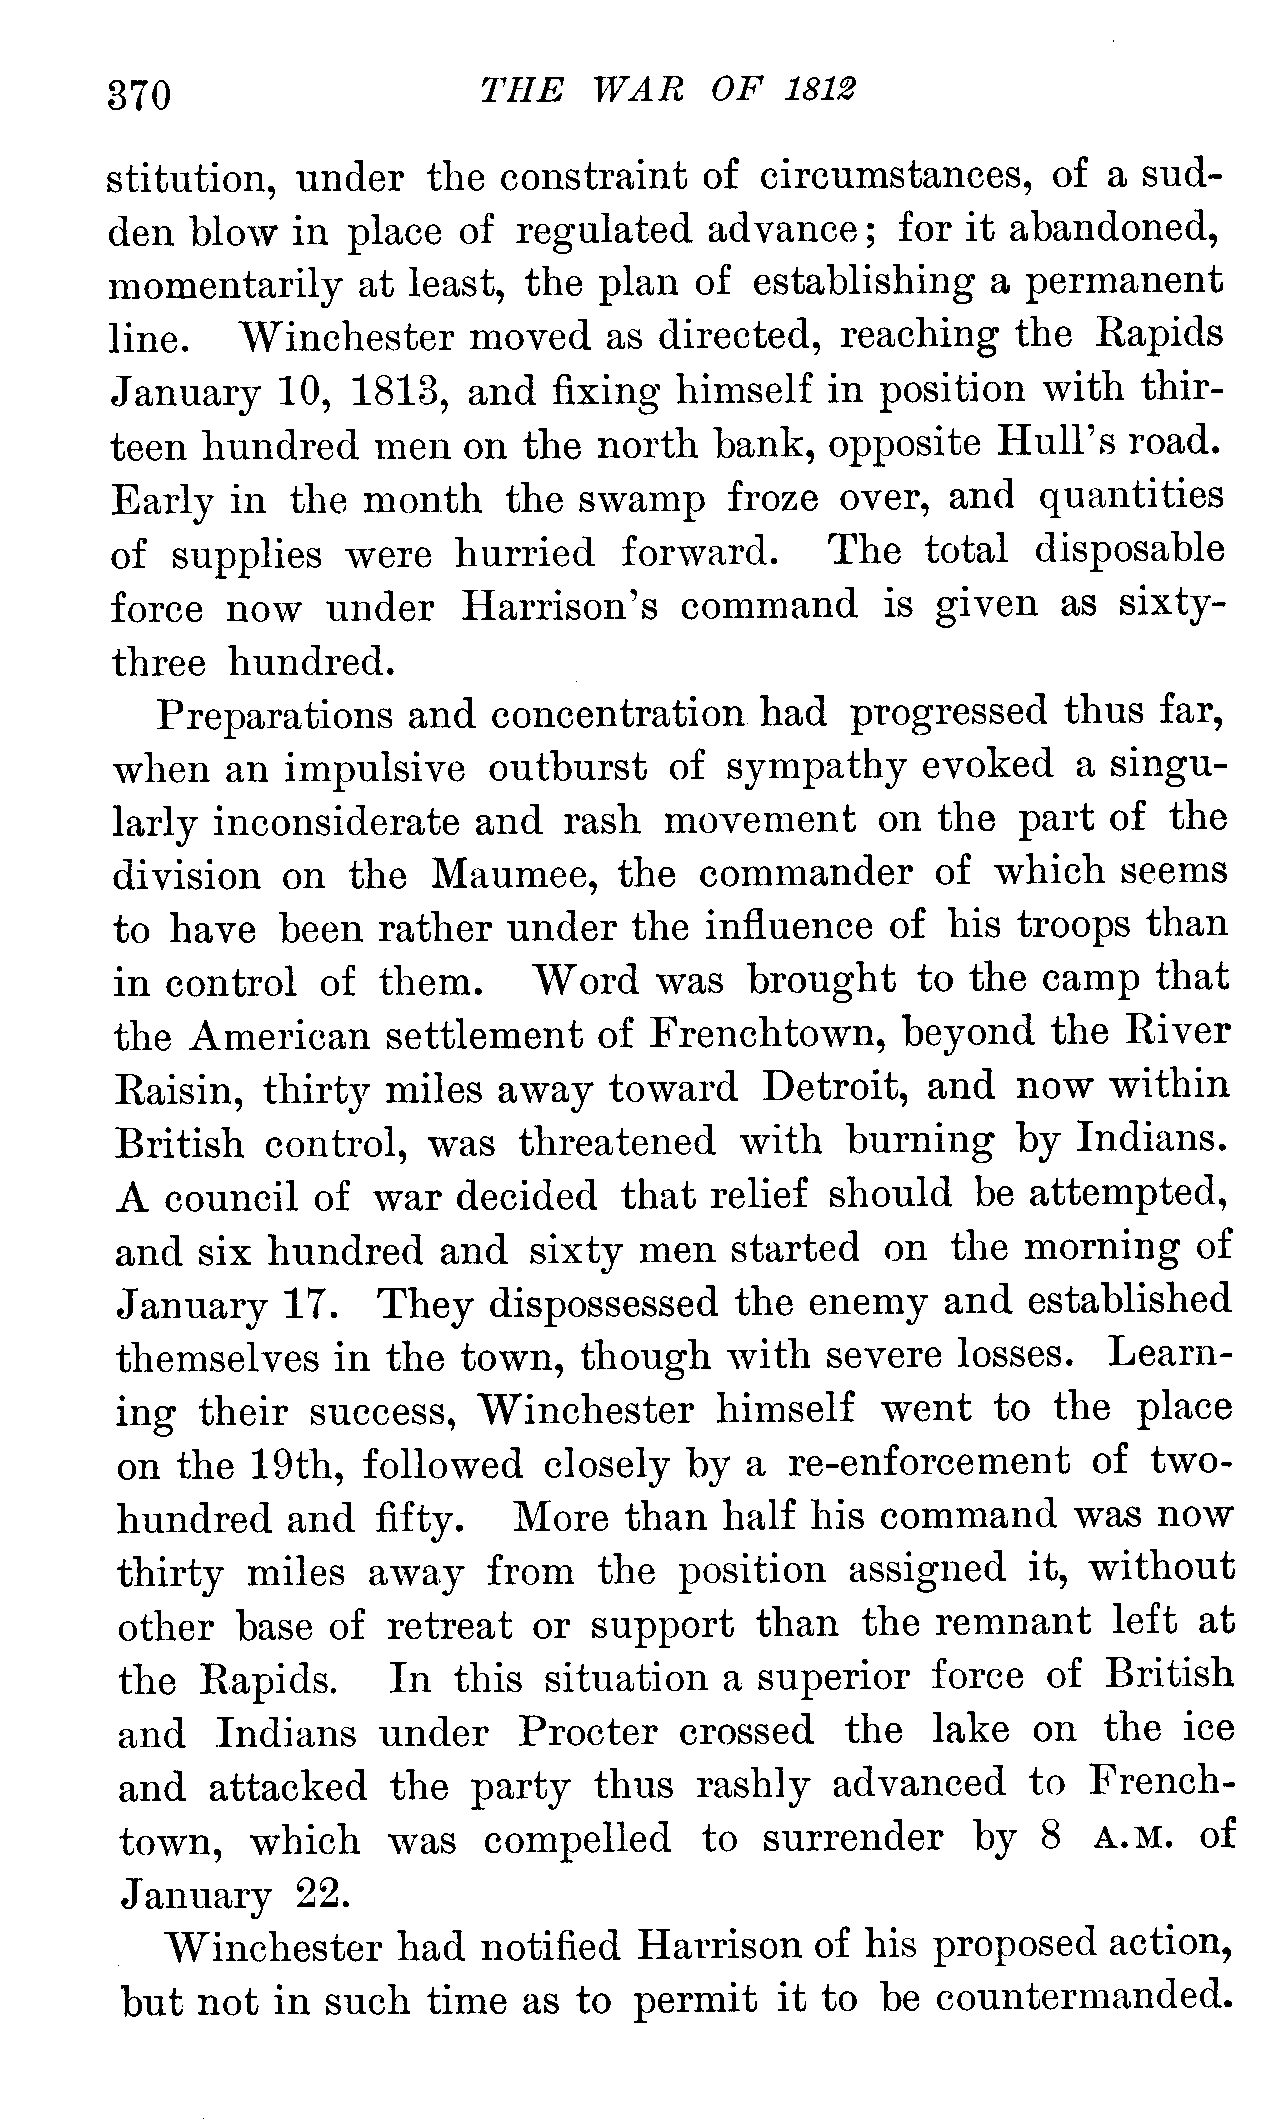 370 THE WAR OF 1812
stitution, under the constraint of circumstances, of a sud-
den blow in place of regulated advance; for it abandoned,
momentarily at least, the plan of establishing a permanent
line. Winchester moved as directed, reaching the Rapids
January 10, 1813, and fixing himself in position with thir-
teen hundred men on the north bank, opposite Hull's road.
Early in the month the swamp froze over, and quantities
of supplies were hurried forward. The total disposable
force now under Harrison's command is given as sixty-
three hundred.
Preparations and concentration had progressed thus far,
when an impulsive outburst of sympathy evoked a singu-
larly inconsiderate and rash movement on the part of the
division on the Maumee, the commander of which seems
to have been rather under the influence of his troops than
in control of them. Word was brought to the camp that
the American settlement of Frenchtown, beyond the River
Raisin, thirty miles away toward Detroit, and now within
British control, was threatened with burning by Indians.
A council of war decided that relief should be attempted,
and six hundred and sixty men started on the morning of
January 17. They dispossessed the enemy and established
themselves in the town, though with severe losses. Learn-
ing their success, Winchester himself went to the place
on the 19th, followed closely by a re-enforcement of two-
hundred and fifty. More than half his command was now
thirty miles away from the position assigned it, without
other base of retreat or support than the remnant left at
the Rapids. In this situation a superior force of British
and Indians under Procter crossed the lake on the ice
and attacked the party thus rashly advanced to French-
town, which was compelled to surrender by 8 A.M. of
January 22.
Winchester had notified Harrison of his proposed action,
but not in such time as to permit it to be countermanded.